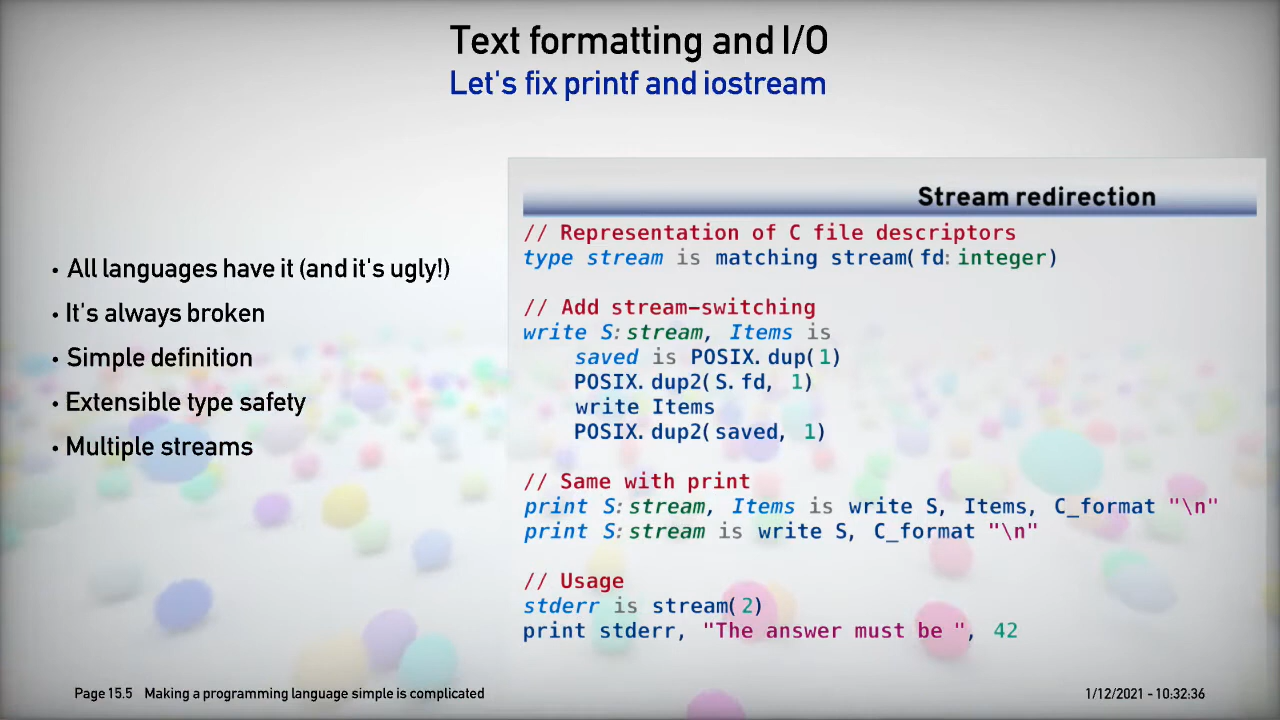 Text formatting and I/O
Let's fix printf and iostream
• All languages have it (and it's ugly!)
• It's always broken
• Simple definition
• Extensible type safety
• Multiple streams
Stream redirection
// Representation of C file descriptors
type stream is matching stream(fd:integer)
// Add stream-switching
write S:stream, Items is
    saved is POSIX.dup(1)
    POSIX.dup2(S.fd, 1)
    write Items
    POSIX.dup2(saved, 1)
// Same with print
print S:stream, Items is write S, Items, C_format "\n"
print S:stream is write S, C_format "\n"
// Usage
stderr is stream(2)
print stderr, "The answer must be ", 42
Page 15.5 Making a programming language simple is complicated
1/12/2021 - 10:32:36